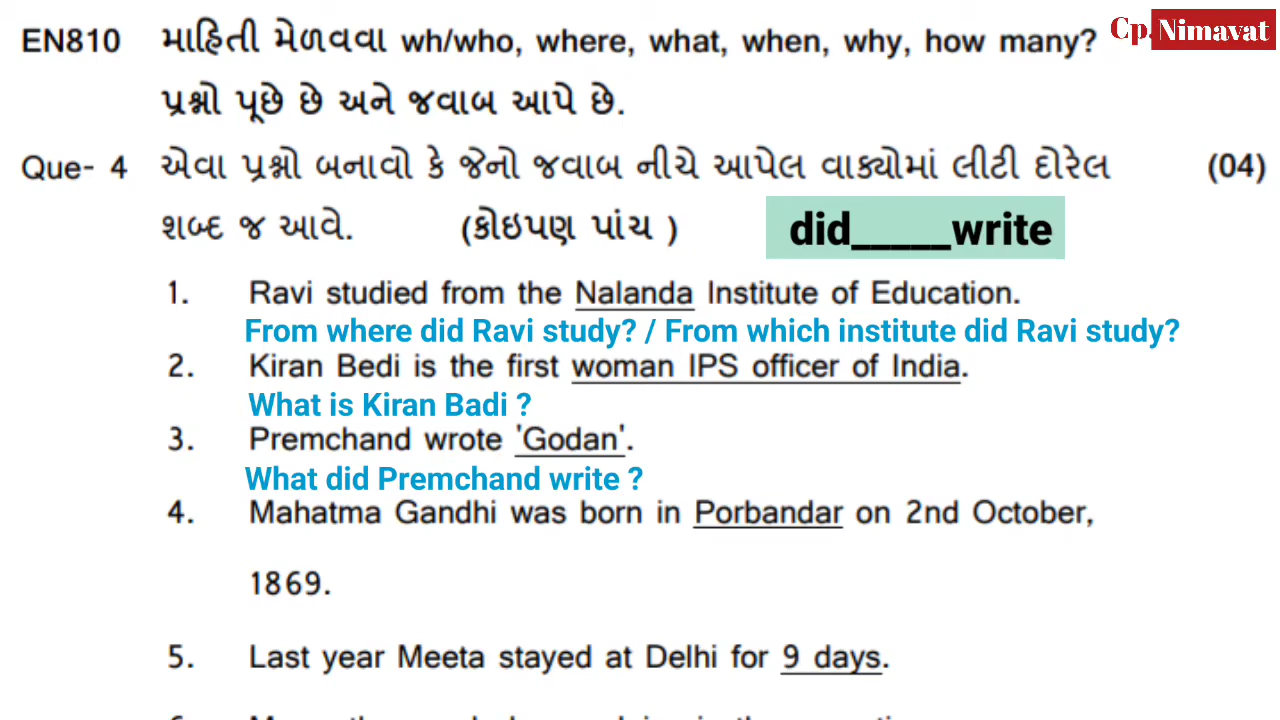 Cp. Nimavat
EN810 માહિતી મેળવવા wh/who, where, what, when, why, how many?
પ્રશ્નો પૂછે છે અને જવાબ આપે છે.
Que- 4 એવા પ્રશ્નો બનાવો કે જેનો જવાબ નીચે આપેલ વાક્યોમાં લીટી દોરેલ (04)
શબ્દ જ આવે. (કોઇપણ પાંચ ) did_____write
1. Ravi studied from the Nalanda Institute of Education.
From where did Ravi study? / From which institute did Ravi study?
2. Kiran Bedi is the first woman IPS officer of India.
What is Kiran Badi ?
3. Premchand wrote 'Godan'.
What did Premchand write ?
4. Mahatma Gandhi was born in Porbandar on 2nd October,
1869.
5. Last year Meeta stayed at Delhi for 9 days.